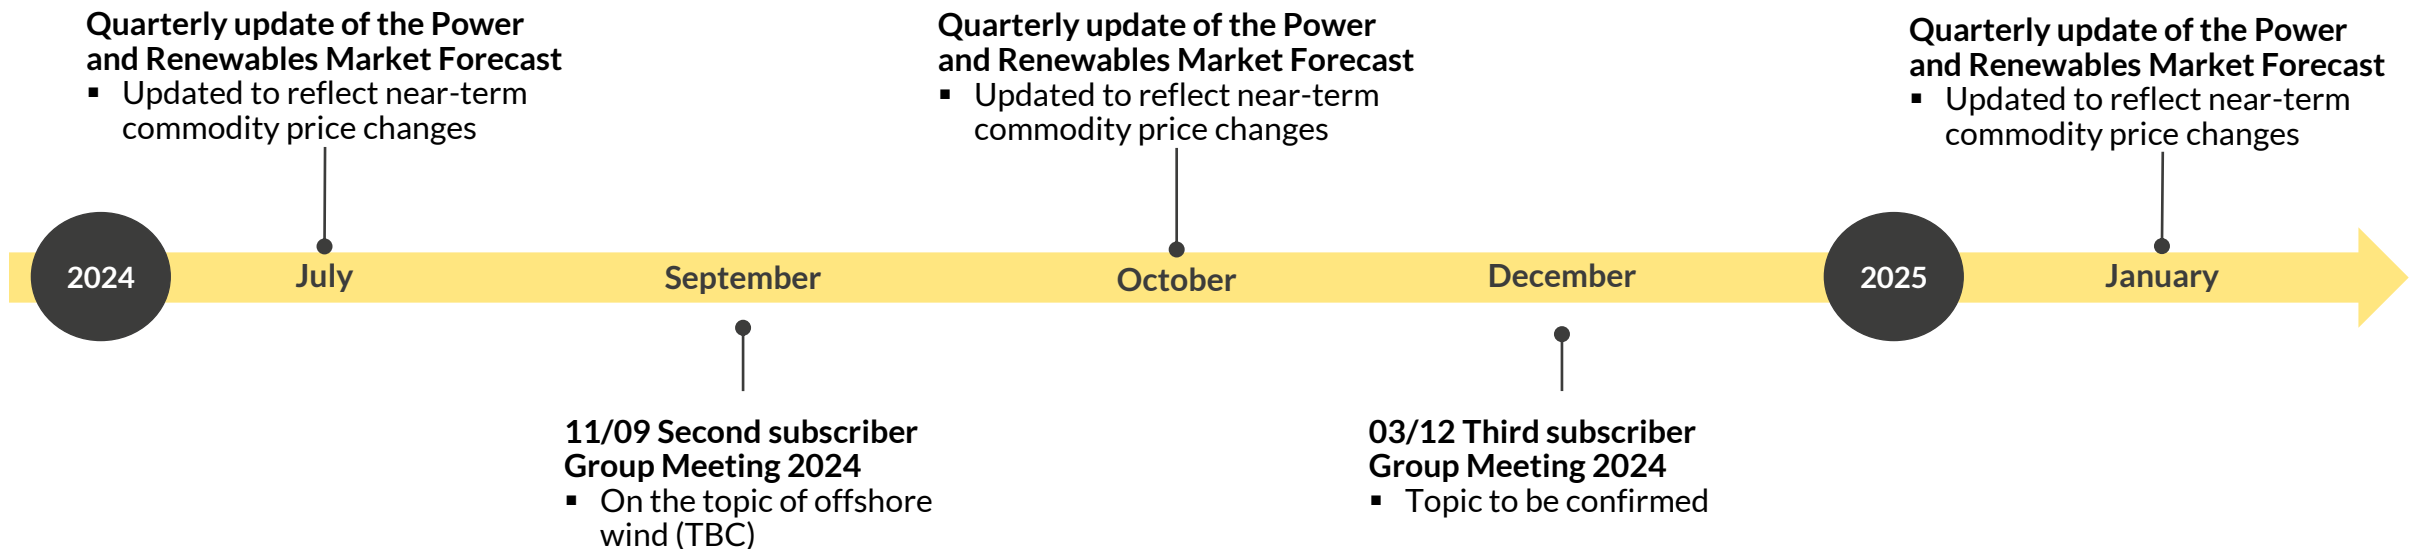 Quarterly update of the Power
and Renewables Market Forecast
▪ Updated to reflect near-term
commodity price changes
Quarterly update of the Power
and Renewables Market Forecast
▪ Updated to reflect near-term
commodity price changes
Quarterly update of the Power
and Renewables Market Forecast
▪ Updated to reflect near-term
commodity price changes
2024
July
September
October
December
2025
January
11/09 Second subscriber
Group Meeting 2024
▪ On the topic of offshore
wind (TBC)
03/12 Third subscriber
Group Meeting 2024
▪ Topic to be confirmed